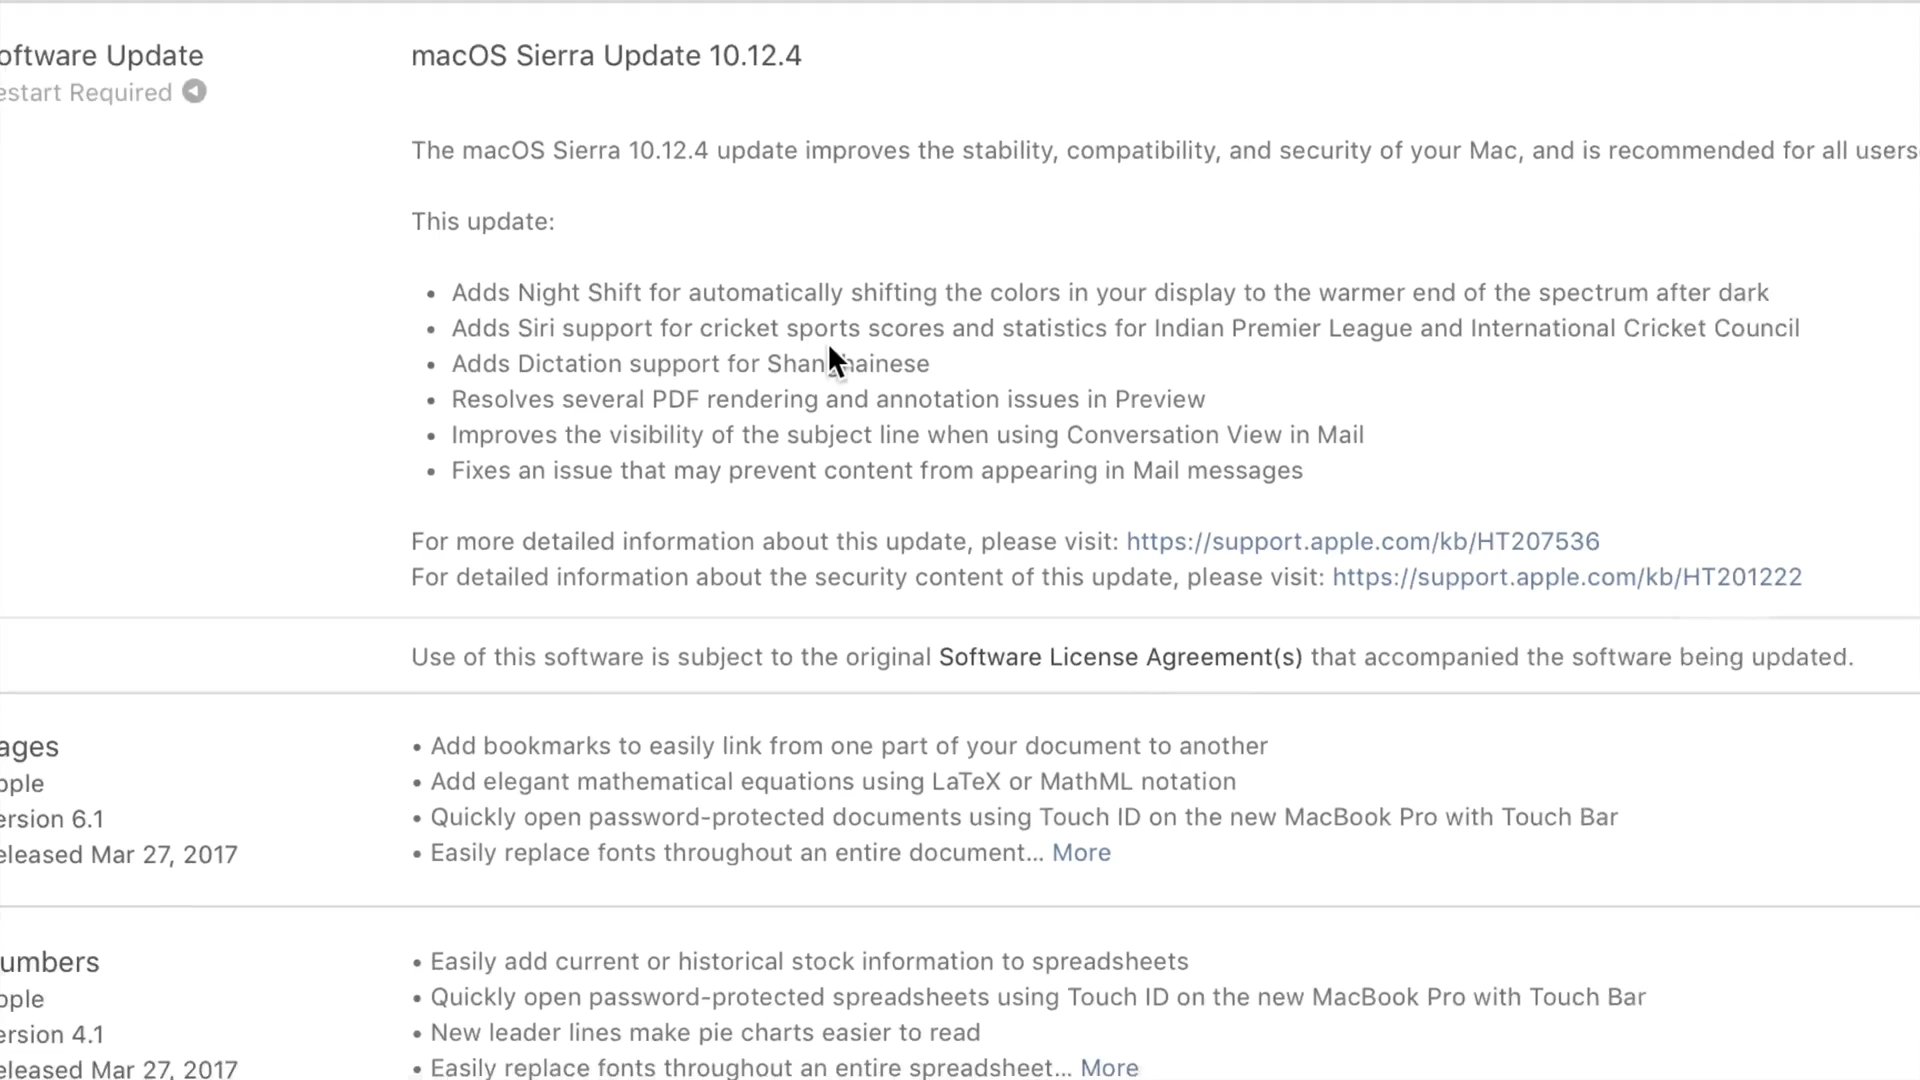 oftware Update
estart Required
macOS Sierra Update 10.12.4
The macOS Sierra 10.12.4 update improves the stability, compatibility, and security of your Mac, and is recommended for all users
This update:
• Adds Night Shift for automatically shifting the colors in your display to the warmer end of the spectrum after dark
• Adds Siri support for cricket sports scores and statistics for Indian Premier League and International Cricket Council
• Adds Dictation support for Shanghainese
• Resolves several PDF rendering and annotation issues in Preview
• Improves the visibility of the subject line when using Conversation View in Mail
• Fixes an issue that may prevent content from appearing in Mail messages
For more detailed information about this update, please visit: https://support.apple.com/kb/HT207536
For detailed information about the security content of this update, please visit: https://support.apple.com/kb/HT201222
Use of this software is subject to the original Software License Agreement(s) that accompanied the software being updated.
ages
pple
ersion 6.1
eleased Mar 27, 2017
• Add bookmarks to easily link from one part of your document to another
• Add elegant mathematical equations using LaTeX or MathML notation
• Quickly open password-protected documents using Touch ID on the new MacBook Pro with Touch Bar
• Easily replace fonts throughout an entire document... More
umbers
pple
ersion 4.1
eleased Mar 27, 2017
• Easily add current or historical stock information to spreadsheets
• Quickly open password-protected spreadsheets using Touch ID on the new MacBook Pro with Touch Bar
• New leader lines make pie charts easier to read
• Easily replace fonts throughout an entire spreadsheet... More